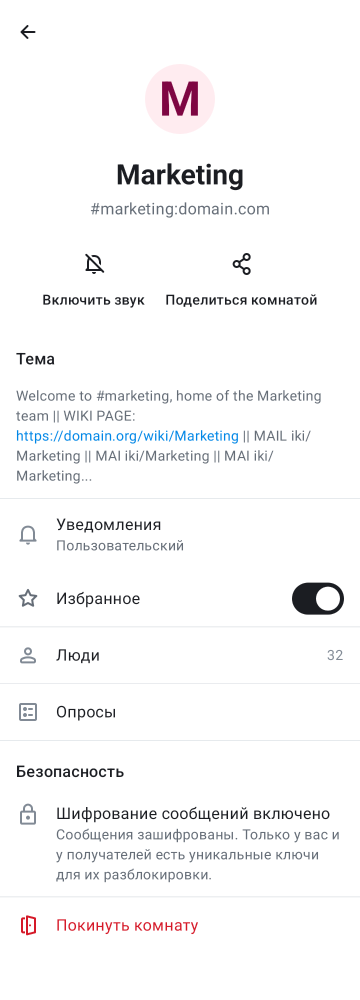 M
Marketing
#marketing:domain.com
Включить звук
Поделиться комнатой
Тема
Welcome to #marketing, home of the Marketing
team || WIKI PAGE:
https://domain.org/wiki/Marketing || MAIL iki/
Marketing || MAI iki/Marketing || MAI iki/
Marketing...
Уведомления
Пользовательский
Избранное
Люди 32
Опросы
Безопасность
Шифрование сообщений включено
Сообщения зашифрованы. Только у вас и
у получателей есть уникальные ключи
для их разблокировки.
Покинуть комнату